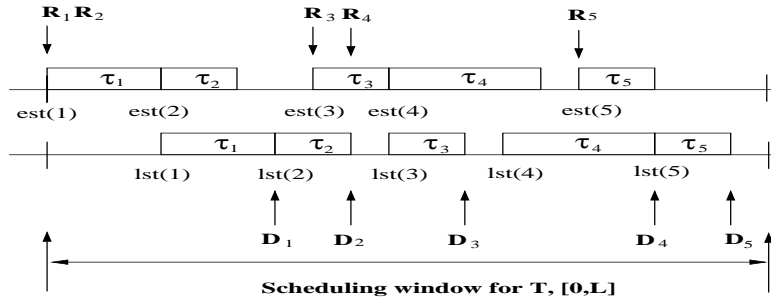 R₁ R₂ R₃ R₄ R₅
τ₁ τ₂ τ₃ τ₄ τ₅
est(1) est(2) est(3) est(4) est(5)
τ₁ τ₂ τ₃ τ₄ τ₅
lst(1) lst(2) lst(3) lst(4) lst(5)
D₁ D₂ D₃ D₄ D₅
Scheduling window for T, [0,L]